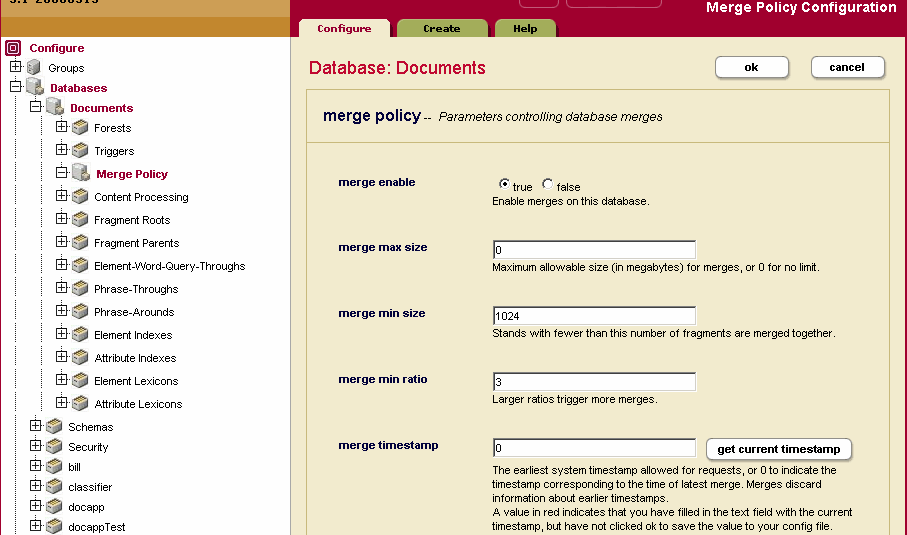 Merge Policy Configuration
Configure Create Help
Configure
Groups
Databases
Documents
Forests
Triggers
Merge Policy
Content Processing
Fragment Roots
Fragment Parents
Element-Word-Query-Throughs
Phrase-Throughs
Phrase-Arounds
Element Indexes
Attribute Indexes
Element Lexicons
Attribute Lexicons
Schemas
Security
bill
classifier
docapp
docappTest
Database: Documents
ok cancel
merge policy -- Parameters controlling database merges
merge enable
true false
Enable merges on this database.
merge max size
0
Maximum allowable size (in megabytes) for merges, or 0 for no limit.
merge min size
1024
Stands with fewer than this number of fragments are merged together.
merge min ratio
3
Larger ratios trigger more merges.
merge timestamp
0
get current timestamp
The earliest system timestamp allowed for requests, or 0 to indicate the
timestamp corresponding to the time of latest merge. Merges discard
information about earlier timestamps.
A value in red indicates that you have filled in the text field with the current
timestamp, but have not clicked ok to save the value to your config file.